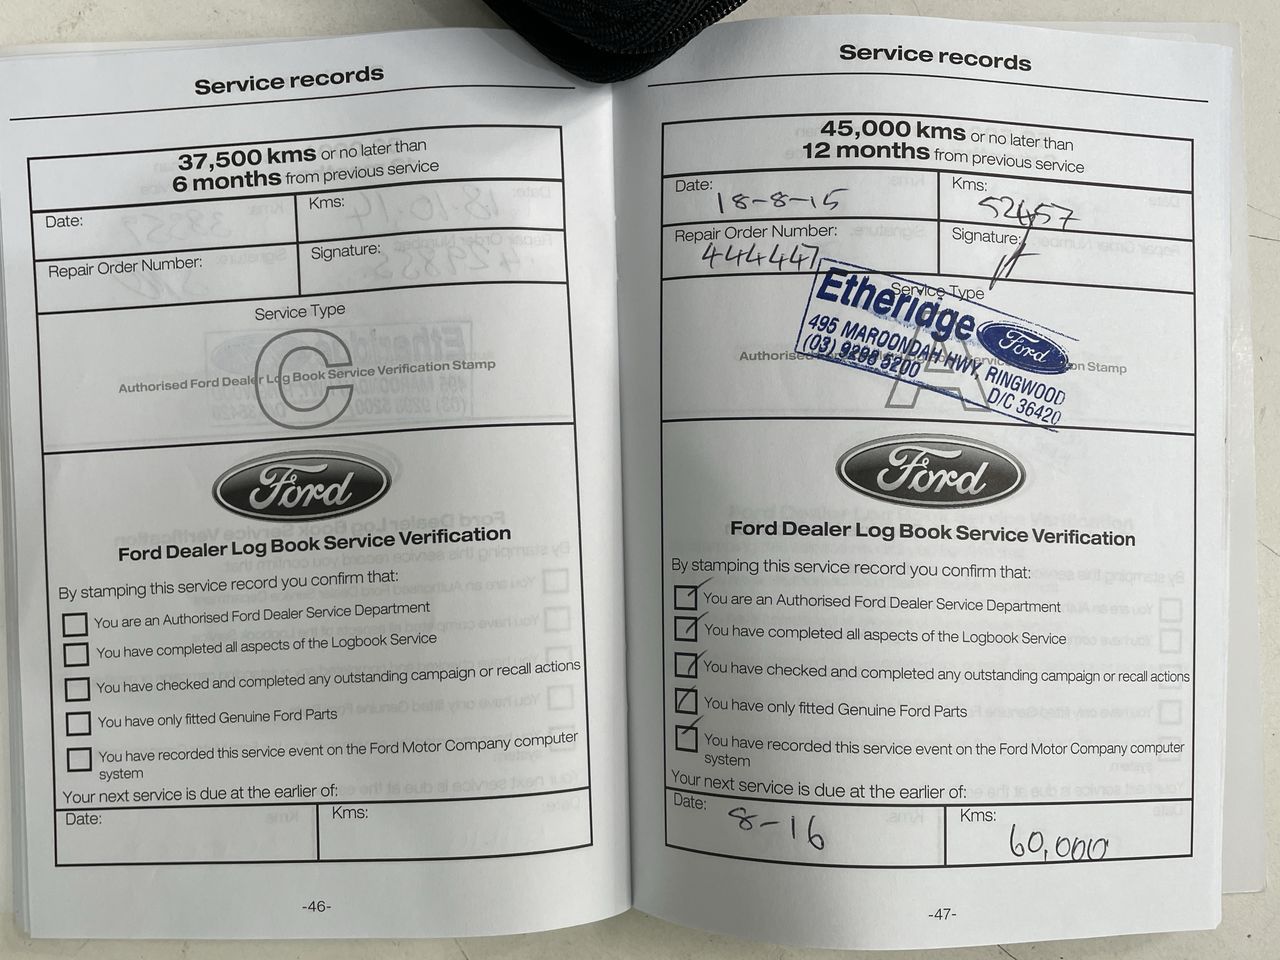 Service records
37,500 kms or no later than
6 months from previous service
Date:
Kms:
Repair Order Number:
Signature:
Service Type
C
Authorised Ford Dealer Log Book Service Verification Stamp
Ford
Ford Dealer Log Book Service Verification
By stamping this service record you confirm that:
You are an Authorised Ford Dealer Service Department
You have completed all aspects of the Logbook Service
You have checked and completed any outstanding campaign or recall actions
You have only fitted Genuine Ford Parts
You have recorded this service event on the Ford Motor Company computer
system
Your next service is due at the earlier of:
Date:
Kms:
-46-
Service records
45,000 kms or no later than
12 months from previous service
Date: 18-8-15
Kms: 52457
Repair Order Number: 444447
Signature:
Service Type
A
Authorised
on Stamp
Etheridge Ford
495 MAROONDAH HWY, RINGWOOD
(03) 9298 5200
D/C 36420
Ford
Ford Dealer Log Book Service Verification
By stamping this service record you confirm that:
You are an Authorised Ford Dealer Service Department
You have completed all aspects of the Logbook Service
You have checked and completed any outstanding campaign or recall actions
You have only fitted Genuine Ford Parts
You have recorded this service event on the Ford Motor Company computer
system
Your next service is due at the earlier of:
Date: 8-16
Kms: 60,000
-47-